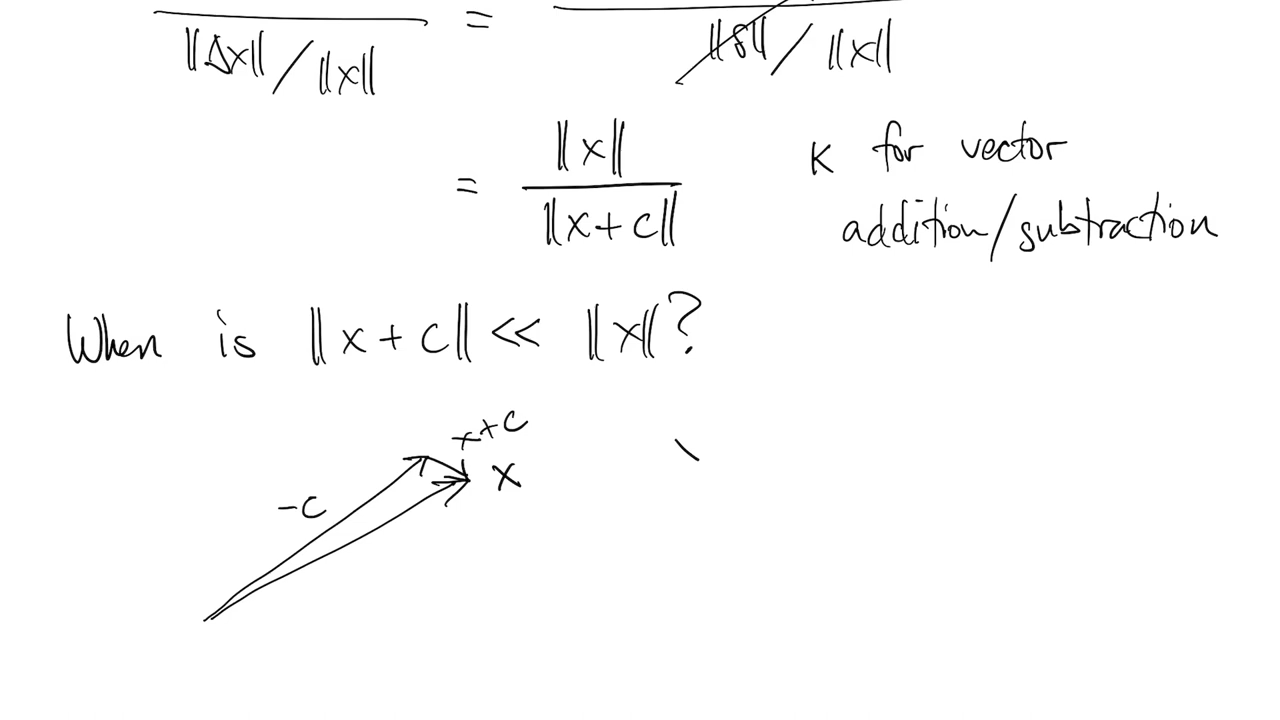 ‖Δx‖ / ‖x‖ = ‖δ‖ / ‖x‖
= ‖x‖ / ‖x+c‖
κ for vector
addition/subtraction
When is ‖x+c‖ << ‖x‖?
x+c
x
-c